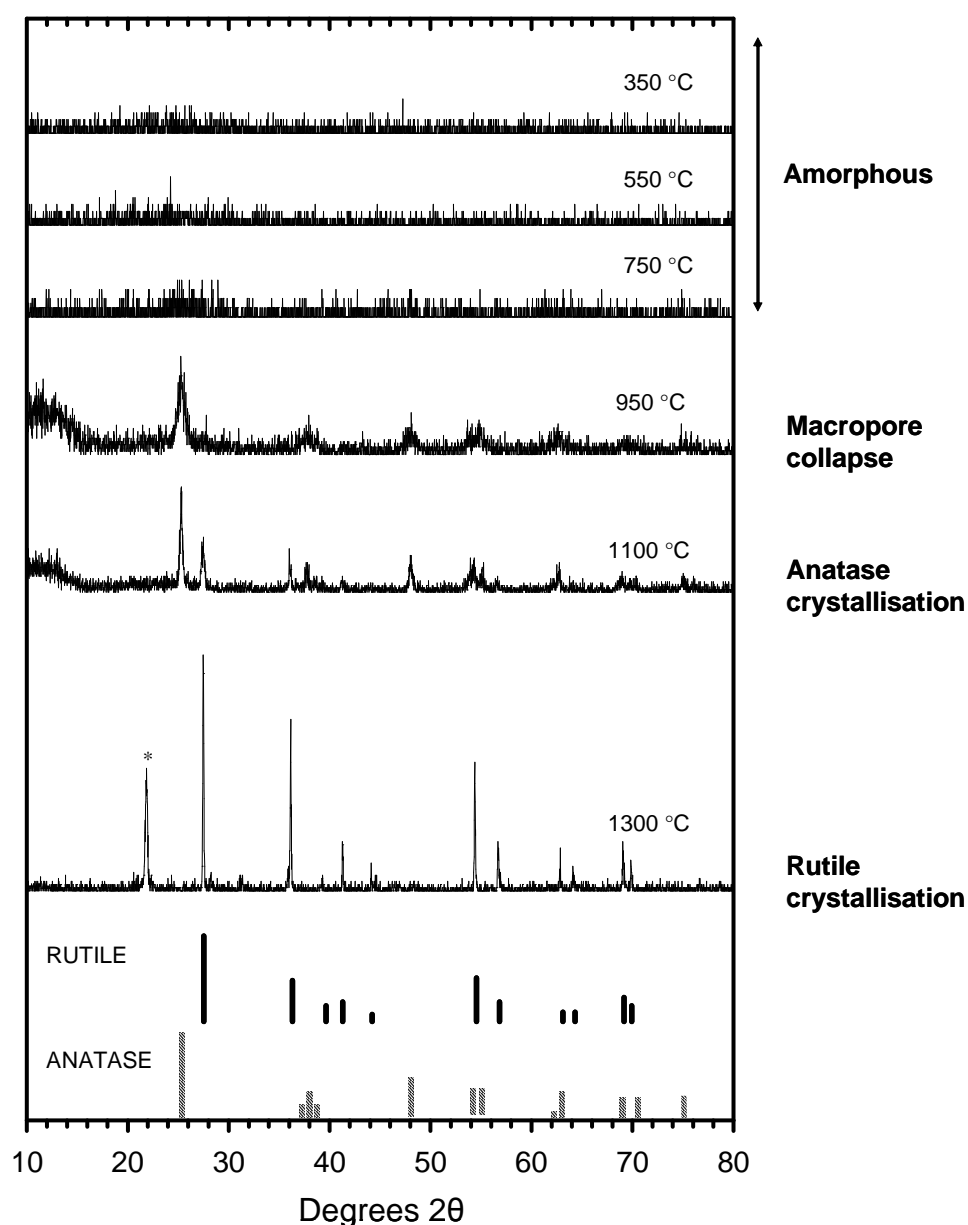 350 °C
Amorphous
550 °C
750 °C
950 °C
Macropore
collapse
1100 °C
Anatase
crystallisation
*
1300 °C
Rutile
crystallisation
RUTILE
ANATASE
10 20 30 40 50 60 70 80
Degrees 2θ